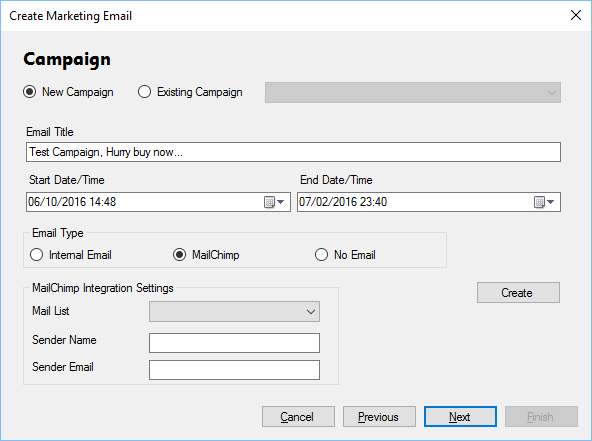 Create Marketing Email
Campaign
New Campaign Existing Campaign
Email Title
Test Campaign, Hurry buy now...
Start Date/Time End Date/Time
06/10/2016 14:48 07/02/2016 23:40
Email Type
Internal Email MailChimp No Email
MailChimp Integration Settings
Create
Mail List
Sender Name
Sender Email
Cancel Previous Next Finish